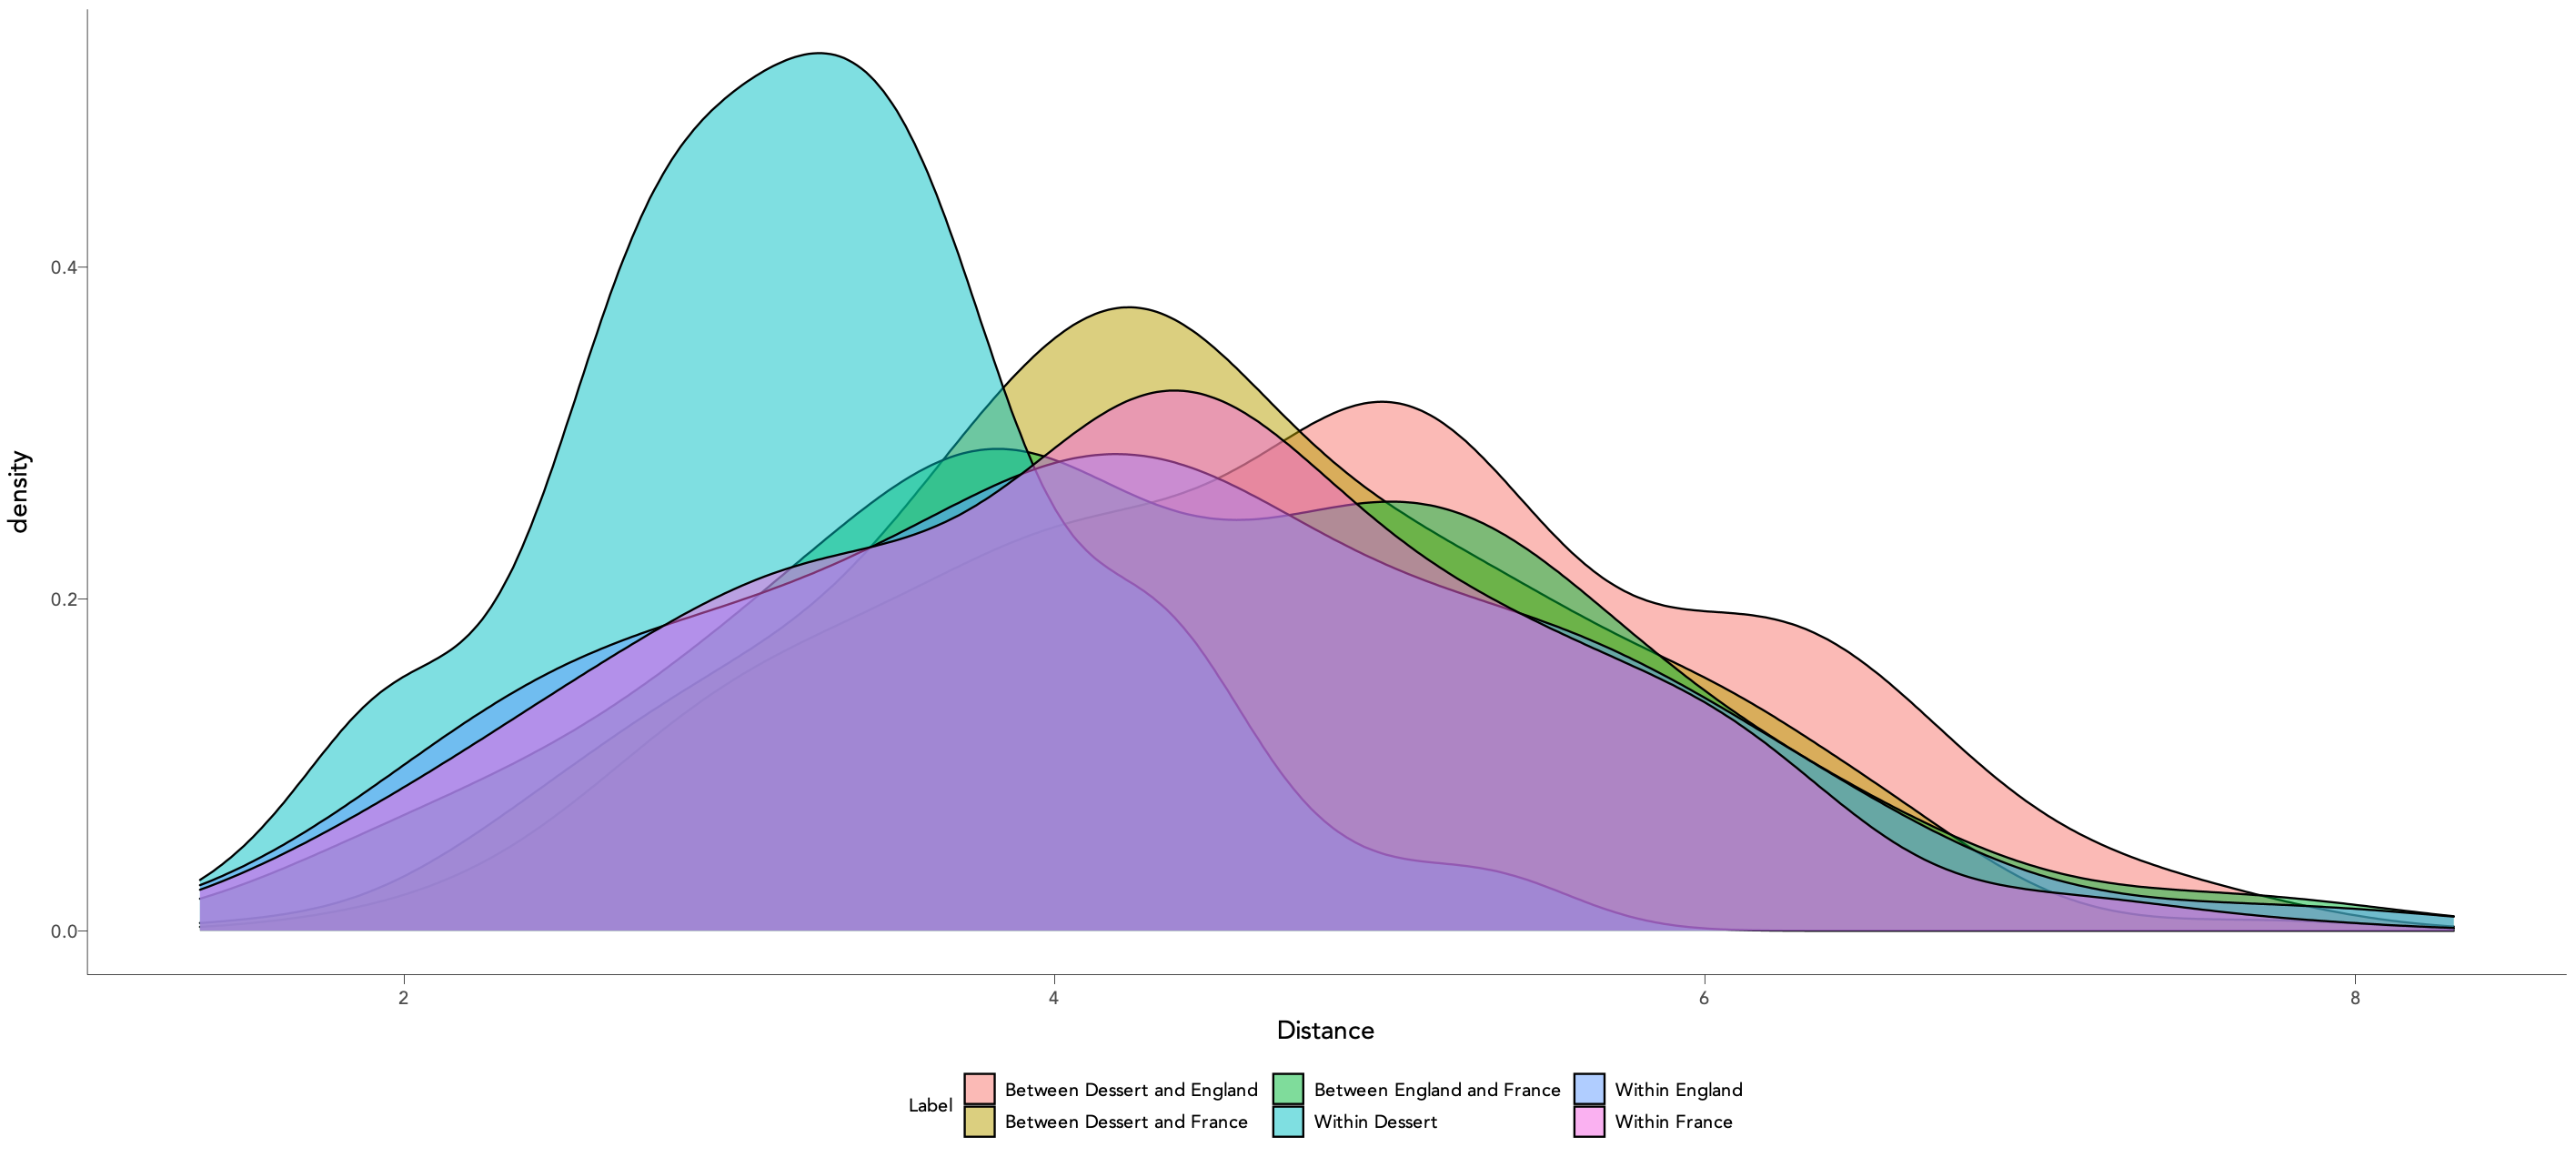 density
0.4
0.2
0.0
2 4 6 8
Distance
Label
Between Dessert and England Between England and France Within England
Between Dessert and France Within Dessert Within France